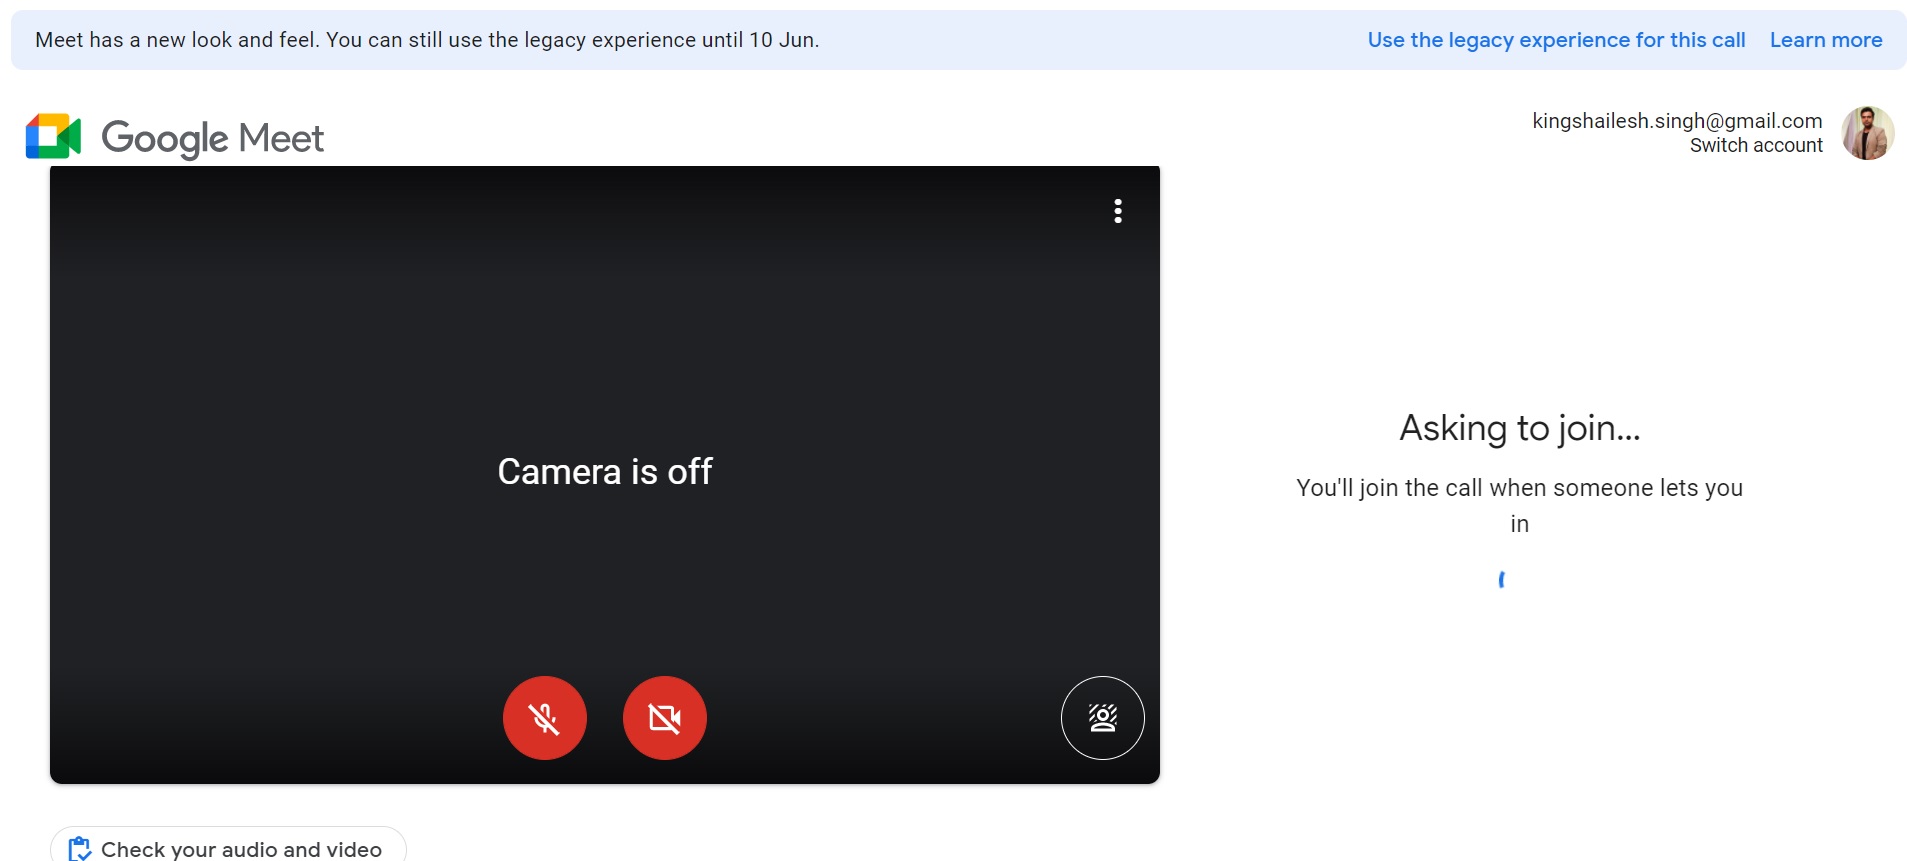 Meet has a new look and feel. You can still use the legacy experience until 10 Jun.
Use the legacy experience for this call
Learn more
Google Meet
kingshailesh.singh@gmail.com
Switch account
Camera is off
Asking to join...
You'll join the call when someone lets you
in
Check your audio and video